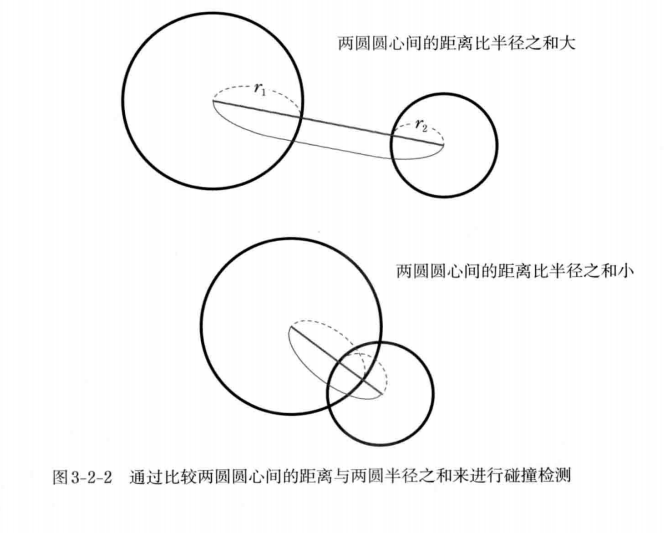 两圆圆心间的距离比半径之和大
r₁
r₂
两圆圆心间的距离比半径之和小
图3-2-2 通过比较两圆圆心间的距离与两圆半径之和来进行碰撞检测